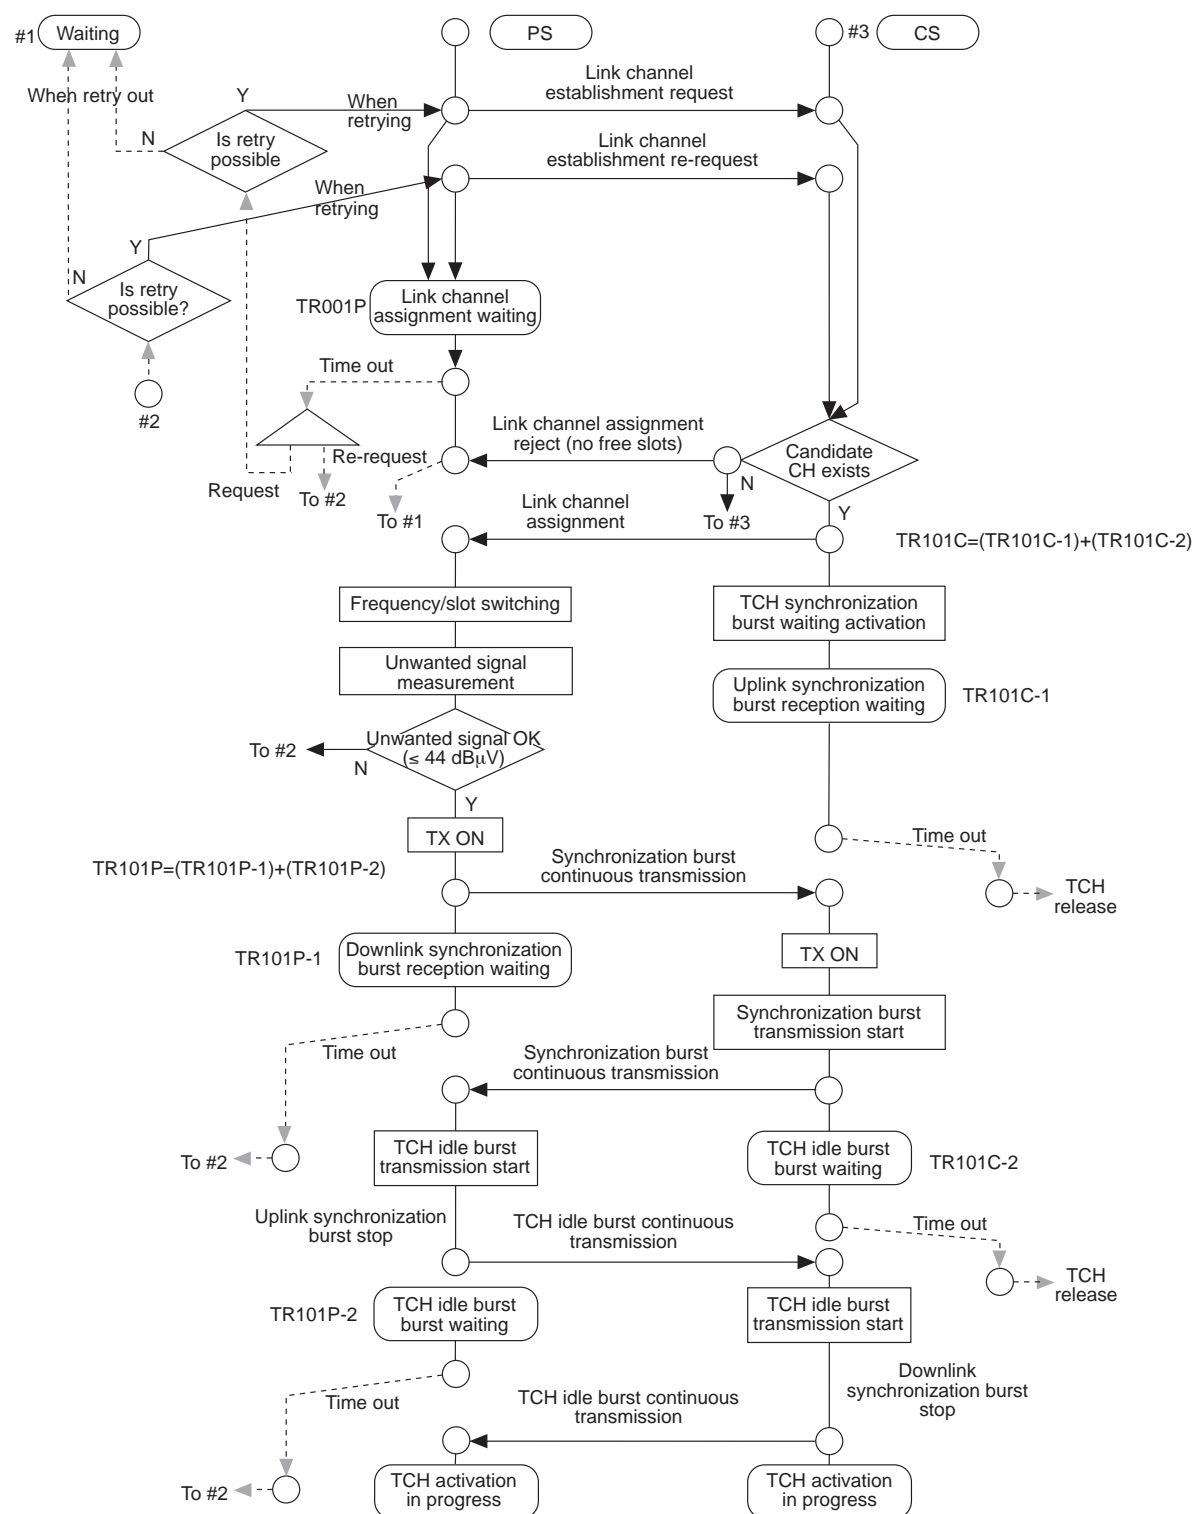 #1
Waiting
PS
#3
CS
When retry out
Y
When
retrying
Link channel
establishment request
N
Is retry
possible
Link channel
establishment re-request
When
retrying
Y
N
Is retry
possible?
TR001P
Link channel
assignment waiting
#2
Time out
Request
Re-request
To #2
To #1
Link channel assignment
reject (no free slots)
Candidate
CH exists
N
To #3
Y
Link channel
assignment
TR101C=(TR101C-1)+(TR101C-2)
Frequency/slot switching
TCH synchronization
burst waiting activation
Unwanted signal
measurement
Uplink synchronization
burst reception waiting
TR101C-1
To #2
Unwanted signal OK
(≤ 44 dBμV)
N
Y
TX ON
Time out
TCH
release
TR101P=(TR101P-1)+(TR101P-2)
Synchronization burst
continuous transmission
TR101P-1
Downlink synchronization
burst reception waiting
TX ON
Synchronization burst
transmission start
Time out
Synchronization burst
continuous transmission
To #2
TCH idle burst
transmission start
TCH idle burst
burst waiting
TR101C-2
Uplink synchronization
burst stop
TCH idle burst continuous
transmission
Time out
TCH
release
TR101P-2
TCH idle burst
burst waiting
TCH idle burst
transmission start
Time out
TCH idle burst continuous
transmission
Downlink
synchronization burst
stop
To #2
TCH activation
in progress
TCH activation
in progress